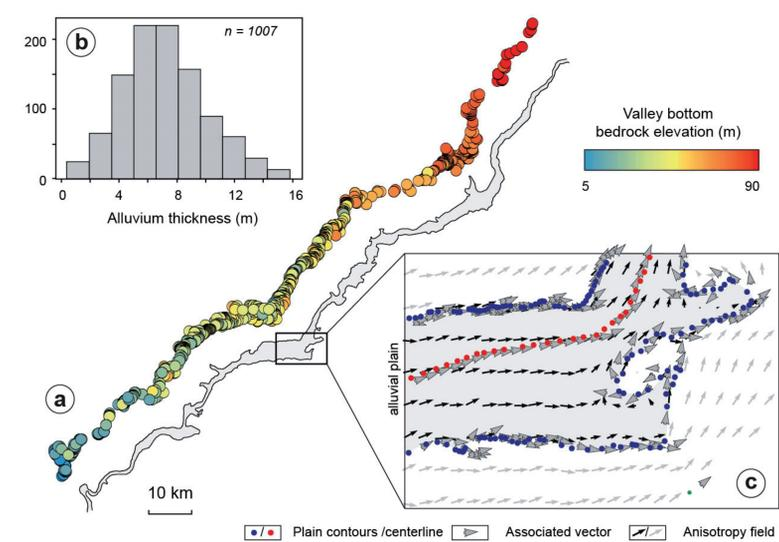 b
n = 1007
200
100
0
0 4 8 12 16
Alluvium thickness (m)
Valley bottom
bedrock elevation (m)
5 90
alluvial plain
a
c
10 km
/ Plain contours /centerline Associated vector / Anisotropy field